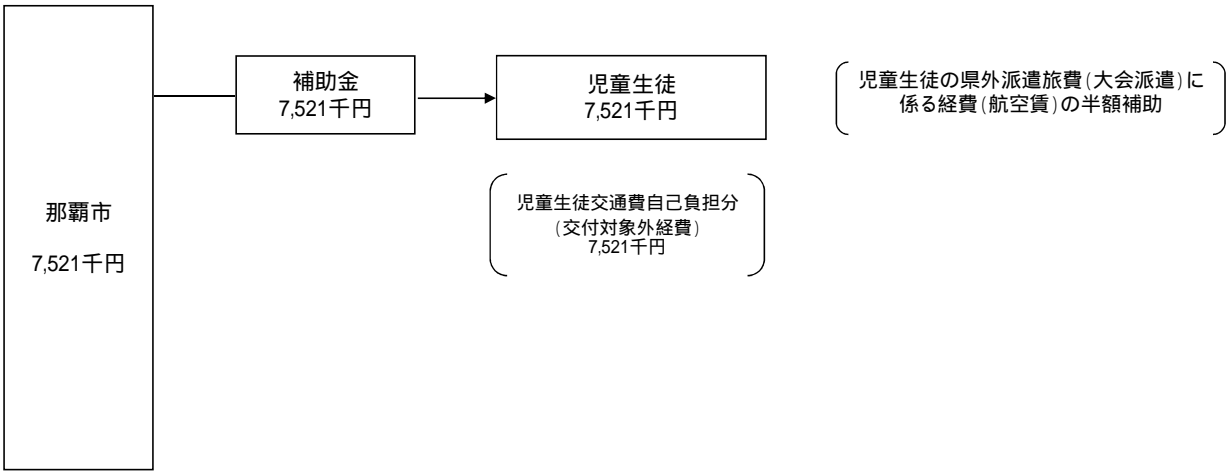 那覇市
7,521千円
補助金
7,521千円
児童生徒
7,521千円
児童生徒の県外派遣旅費(大会派遣)に
係る経費(航空賃)の半額補助
児童生徒交通費自己負担分
(交付対象外経費)
7,521千円